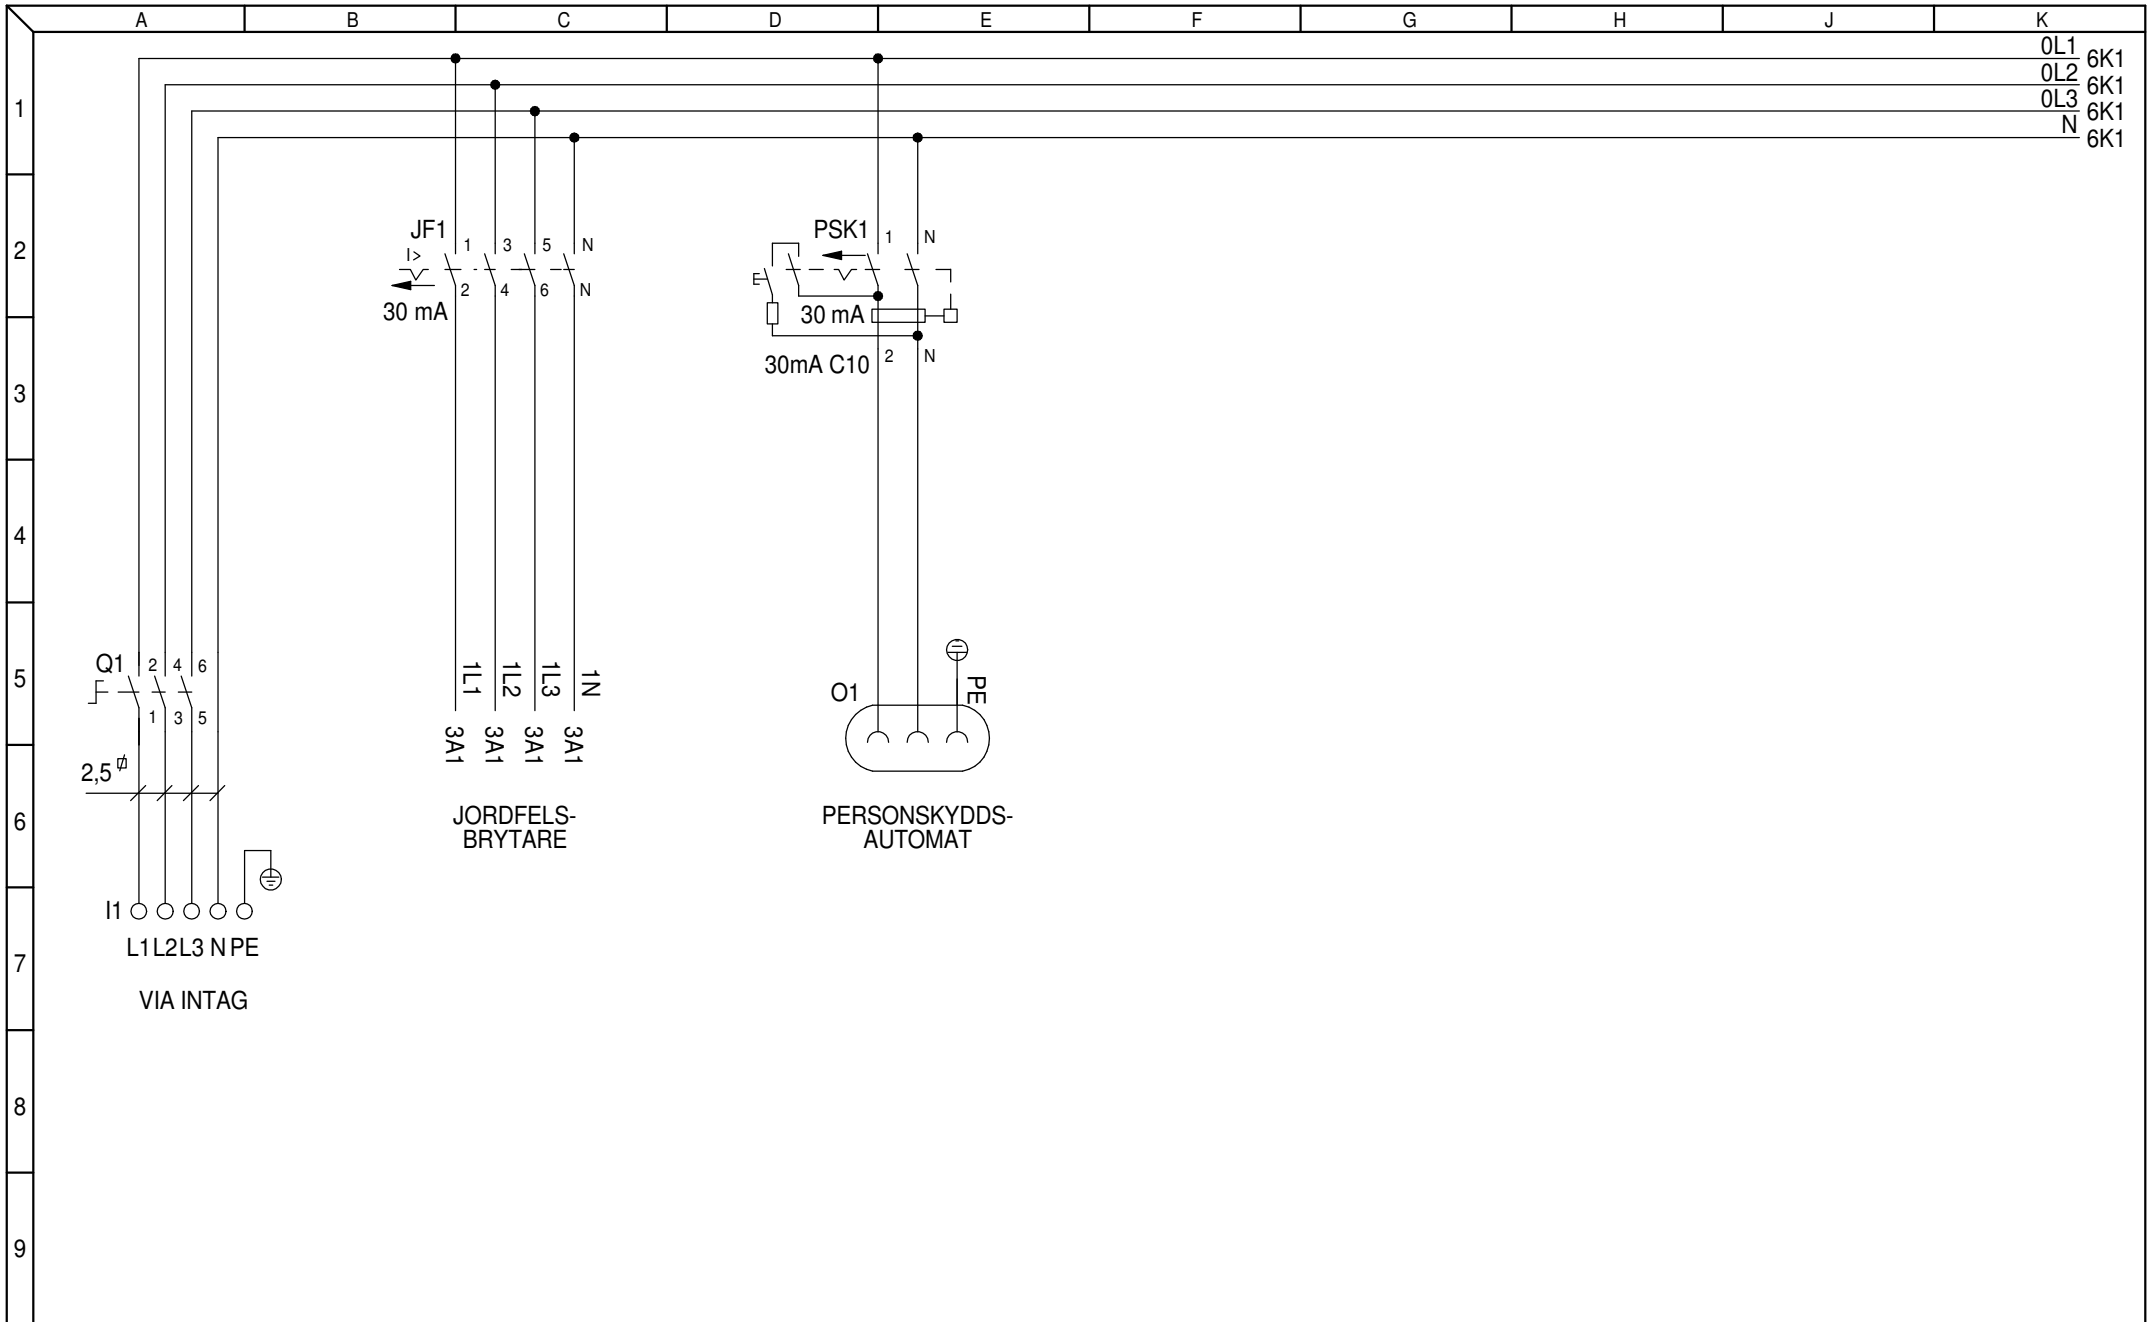 A B C D E F G H J K
0L1 6K1
0L2 6K1
1 0L3 6K1
N 6K1
JF1 1 3 5 N
PSK1 1 N
2 I>
2 4 6 N
30 mA
30 mA
2 N
30mA C10
3
4
Q1 2 4 6
5 1L1 1L2 1L3 1N
O1 PE
1 3 5
3A1 3A1 3A1 3A1
2,5
6 JORDFELS-
BRYTARE
PERSONSKYDDS-
AUTOMAT
I1
L1 L2 L3 N PE
7
VIA INTAG
8
9